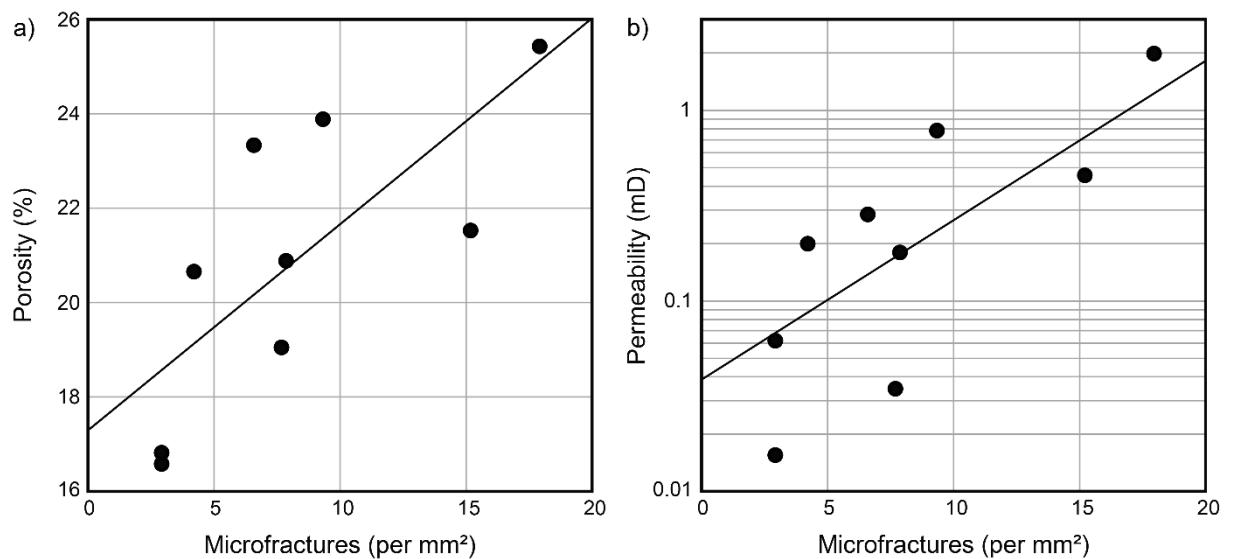 a)
26
24
22
20
18
16
Porosity (%)
0 5 10 15 20
Microfractures (per mm²)
b)
1
0.1
0.01
Permeability (mD)
0 5 10 15 20
Microfractures (per mm²)